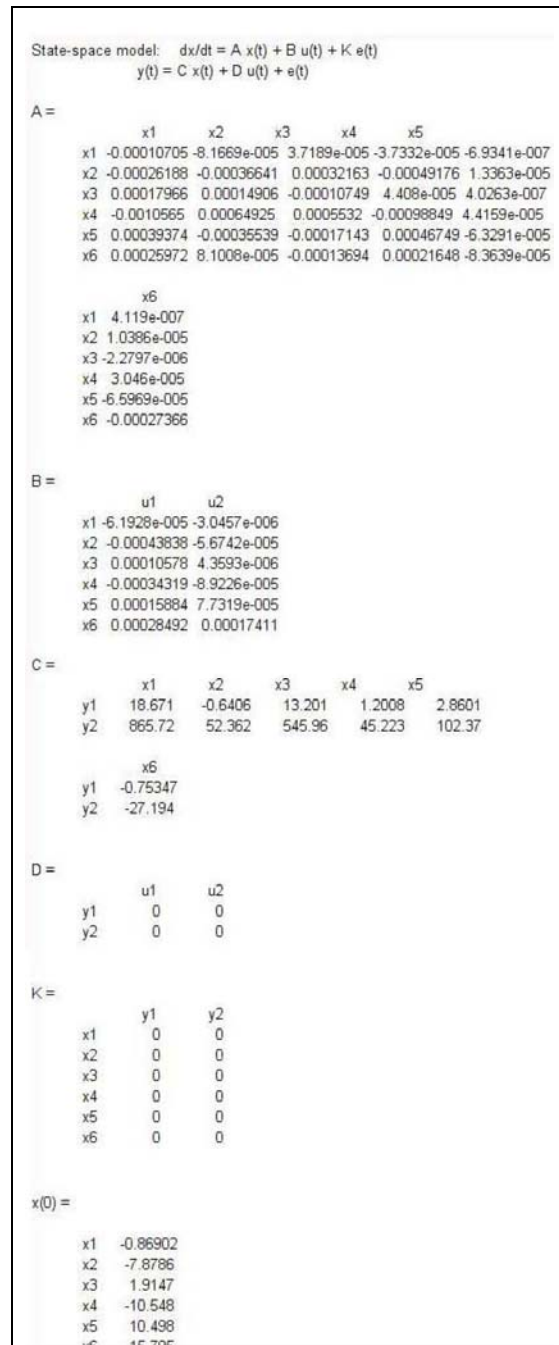 State-space model: dx/dt = A x(t) + B u(t) + K e(t)
y(t) = C x(t) + D u(t) + e(t)
A =
x1 x2 x3 x4 x5
x1 -0.00010705 -8.1669e-005 3.7189e-005 -3.7332e-005 -6.9341e-007
x2 -0.00026188 -0.00036641 0.00032163 -0.00049176 1.3363e-005
x3 0.00017966 0.00014906 -0.00010749 4.408e-005 4.0263e-007
x4 -0.0010565 0.00064925 0.0005532 -0.00098849 4.4159e-005
x5 0.00039374 -0.00035539 -0.00017143 0.00046749 -6.3291e-005
x6 0.00025972 8.1008e-005 -0.00013694 0.00021648 -8.3639e-005
x6
x1 4.119e-007
x2 1.0386e-005
x3 -2.2797e-006
x4 3.046e-005
x5 -6.5969e-005
x6 -0.00027366
B =
u1 u2
x1 -6.1928e-005 -3.0457e-006
x2 -0.00043838 -5.6742e-005
x3 0.00010578 4.3593e-006
x4 -0.00034319 -8.9226e-005
x5 0.00015884 7.7319e-005
x6 0.00028492 0.00017411
C =
x1 x2 x3 x4 x5
y1 18.671 -0.6406 13.201 1.2008 2.8601
y2 865.72 52.362 545.96 45.223 102.37
x6
y1 -0.75347
y2 -27.194
D =
u1 u2
y1 0 0
y2 0 0
K =
y1 y2
x1 0 0
x2 0 0
x3 0 0
x4 0 0
x5 0 0
x6 0 0
x(0) =
x1 -0.86902
x2 -7.8786
x3 1.9147
x4 -10.548
x5 10.498